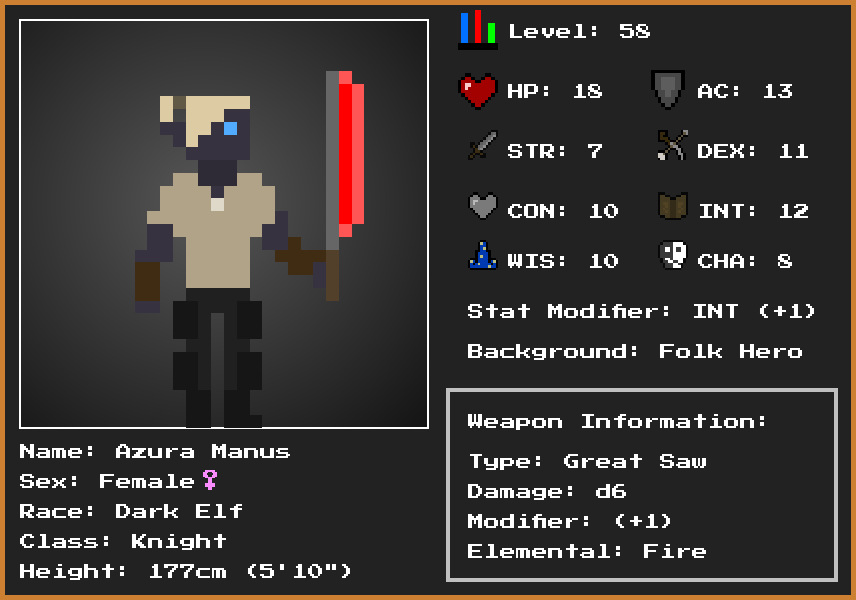 Level: 58
HP: 18
AC: 13
STR: 7
DEX: 11
CON: 10
INT: 12
WIS: 10
CHA: 8
Stat Modifier: INT (+1)
Background: Folk Hero
Weapon Information:
Type: Great Saw
Damage: d6
Modifier: (+1)
Elemental: Fire
Name: Azura Manus
Sex: Female♀
Race: Dark Elf
Class: Knight
Height: 177cm (5'10")